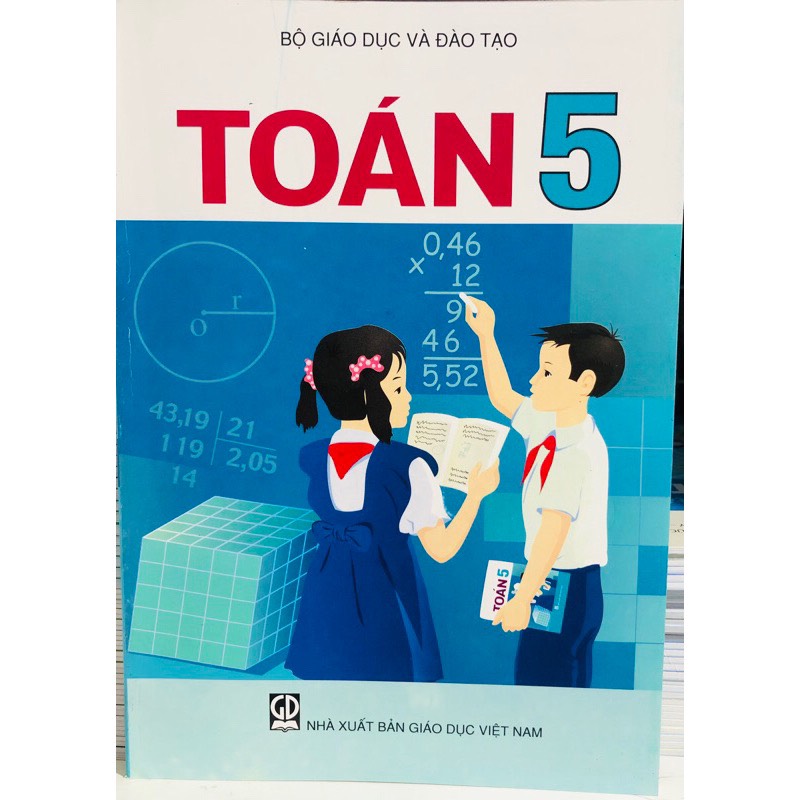 BỘ GIÁO DỤC VÀ ĐÀO TẠO
TOÁN 5
0,46
x
12
9
46
5,52
r
O
43,19 21
119 2,05
14
TOÁN 5
GD
NHÀ XUẤT BẢN GIÁO DỤC VIỆT NAM